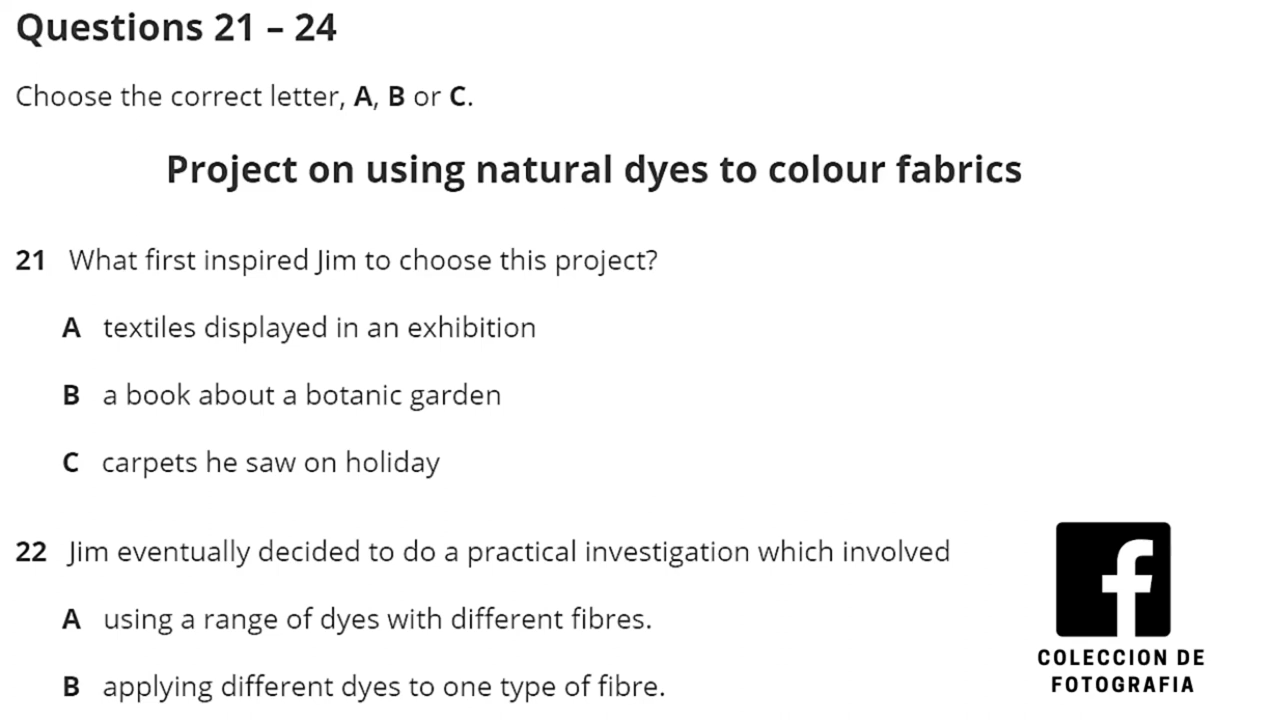 Questions 21 – 24
Choose the correct letter, A, B or C.
Project on using natural dyes to colour fabrics
21 What first inspired Jim to choose this project?
A textiles displayed in an exhibition
B a book about a botanic garden
C carpets he saw on holiday
22 Jim eventually decided to do a practical investigation which involved
A using a range of dyes with different fibres.
B applying different dyes to one type of fibre.
f
COLECCION DE
FOTOGRAFIA